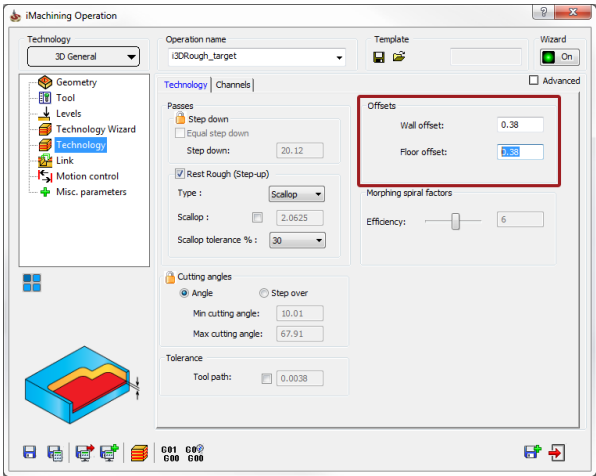 iMachining Operation
Technology
3D General
Operation name
i3DRough_target
Template
Wizard
On
Geometry
Tool
Levels
Technology Wizard
Technology
Link
Motion control
Misc. parameters
Technology Channels
Advanced
Passes
Step down
Equal step down
Step down: 20.12
Rest Rough (Step-up)
Type : Scallop
Scallop : 2.0625
Scallop tolerance % : 30
Offsets
Wall offset: 0.38
Floor offset: 0.38
Morphing spiral factors
Efficiency: 6
Cutting angles
Angle Step over
Min cutting angle: 10.01
Max cutting angle: 67.91
Tolerance
Tool path: 0.0038
G01 G0
G00 G00